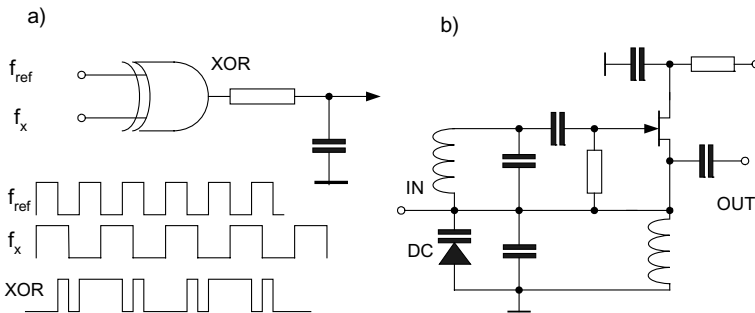 a)
b)
f_ref
XOR
f_x
IN
OUT
DC
f_ref
f_x
XOR